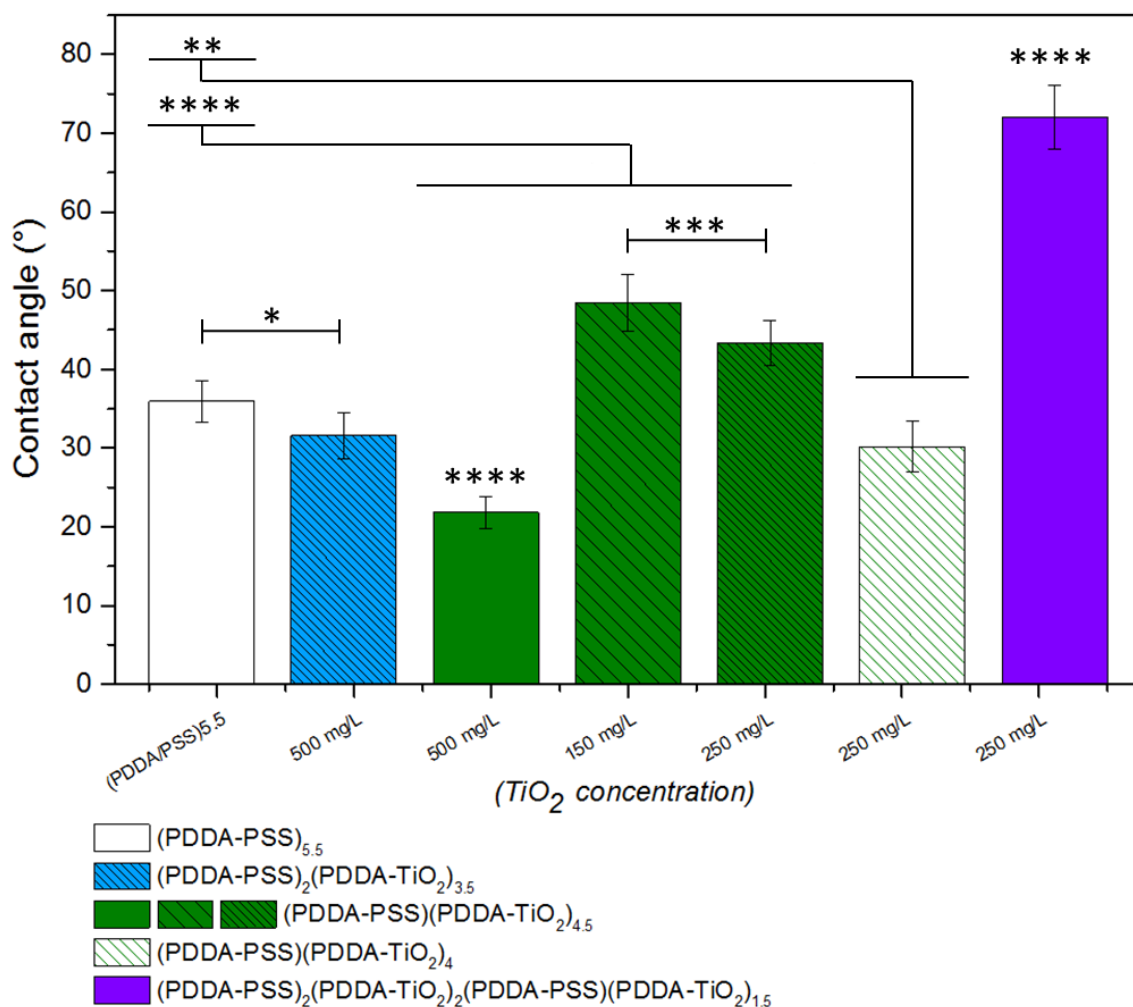 80
70
60
50
40
30
20
10
0
Contact angle (°)
**
****
*
****
***
****
(PDDA/PSS)5.5
500 mg/L
500 mg/L
150 mg/L
250 mg/L
250 mg/L
250 mg/L
(TiO2 concentration)
(PDDA-PSS)5.5
(PDDA-PSS)2(PDDA-TiO2)3.5
(PDDA-PSS)(PDDA-TiO2)4.5
(PDDA-PSS)(PDDA-TiO2)4
(PDDA-PSS)2(PDDA-TiO2)2(PDDA-PSS)(PDDA-TiO2)1.5